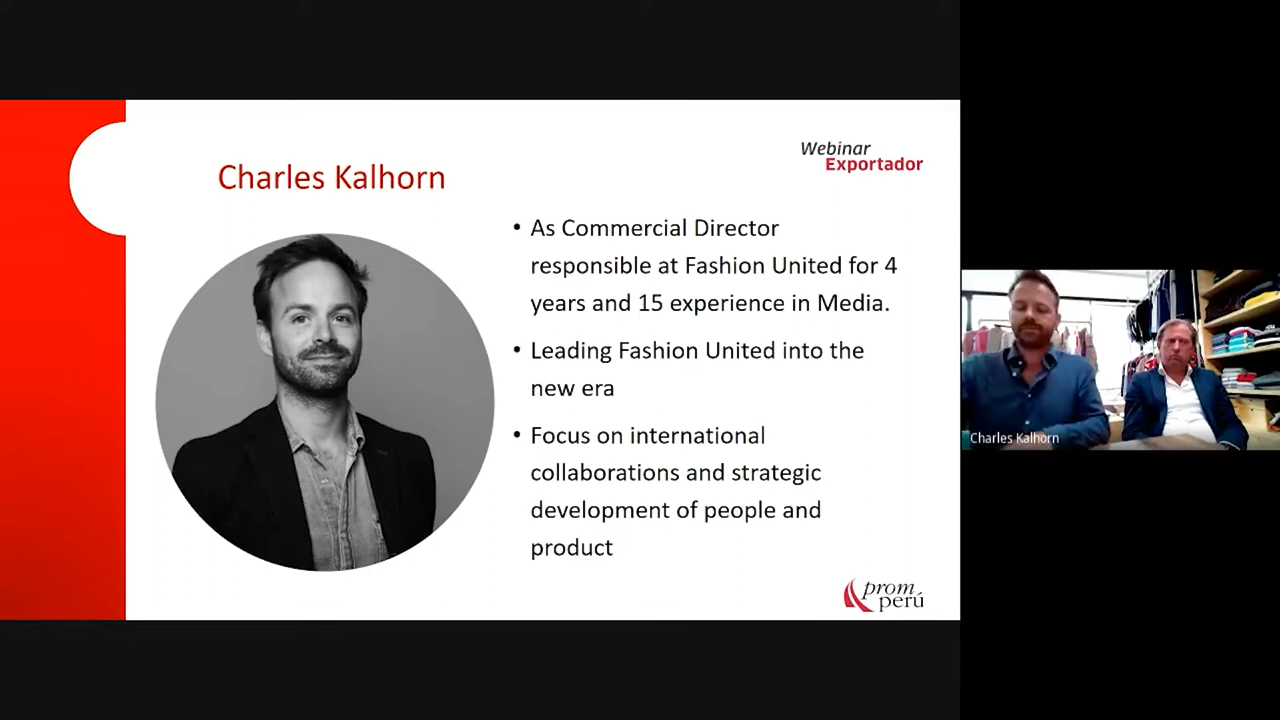 Webinar
Exportador
Charles Kalhorn
• As Commercial Director
responsible at Fashion United for 4
years and 15 experience in Media.
• Leading Fashion United into the
new era
• Focus on international
collaborations and strategic
development of people and
product
prom
perú
Charles Kalhorn